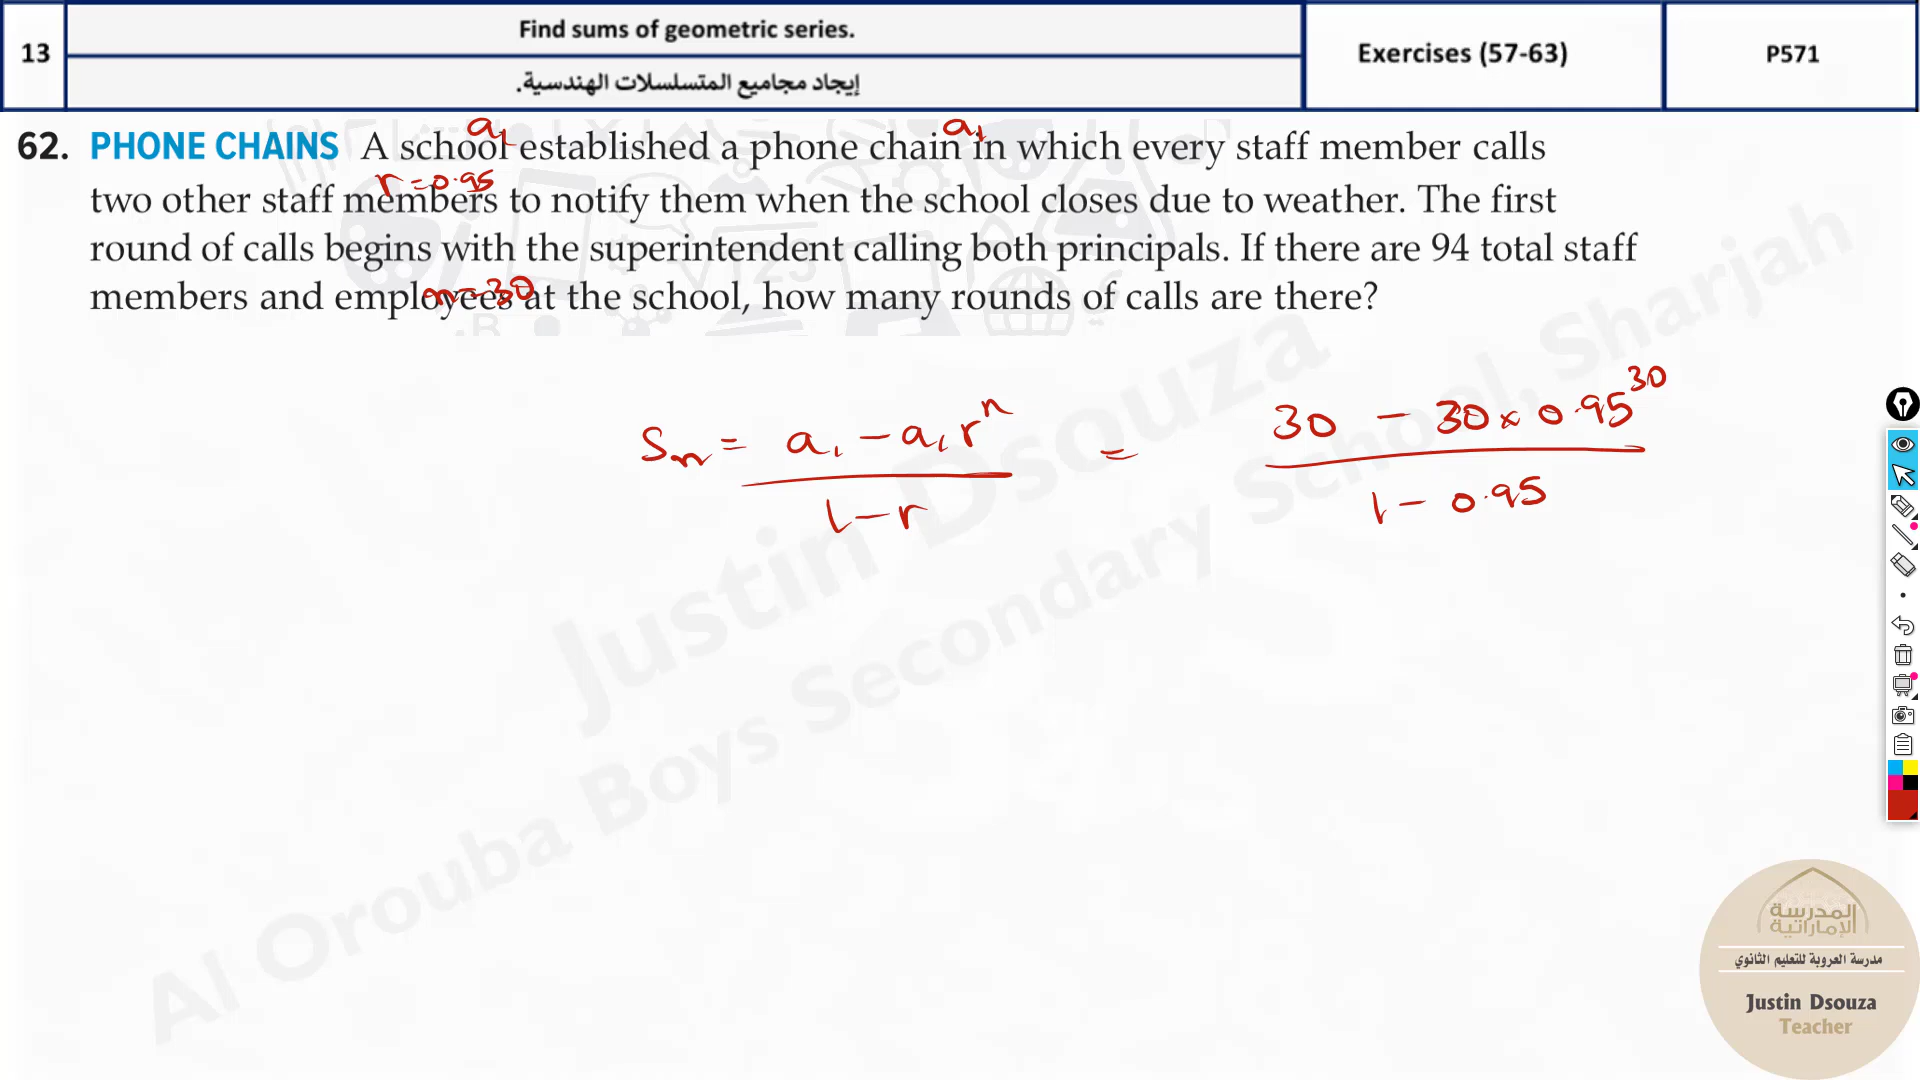 13
Find sums of geometric series.
إيجاد مجاميع المتسلسلات الهندسية.
Exercises (57-63)
P571
62. PHONE CHAINS A school established a phone chain in which every staff member calls
two other staff members to notify them when the school closes due to weather. The first
round of calls begins with the superintendent calling both principals. If there are 94 total staff
members and employees at the school, how many rounds of calls are there?
a₁
a₁
r = 0.95
n = 30
Sₙ = a₁ - a₁rⁿ / 1 - r = 30 - 30 × 0.95³⁰ / 1 - 0.95
Justin Dsouza
Al Orouba Boys Secondary School, Sharjah
المدرسة
الإماراتية
مدرسة العروبة للتعليم الثانوي
Justin Dsouza
Teacher